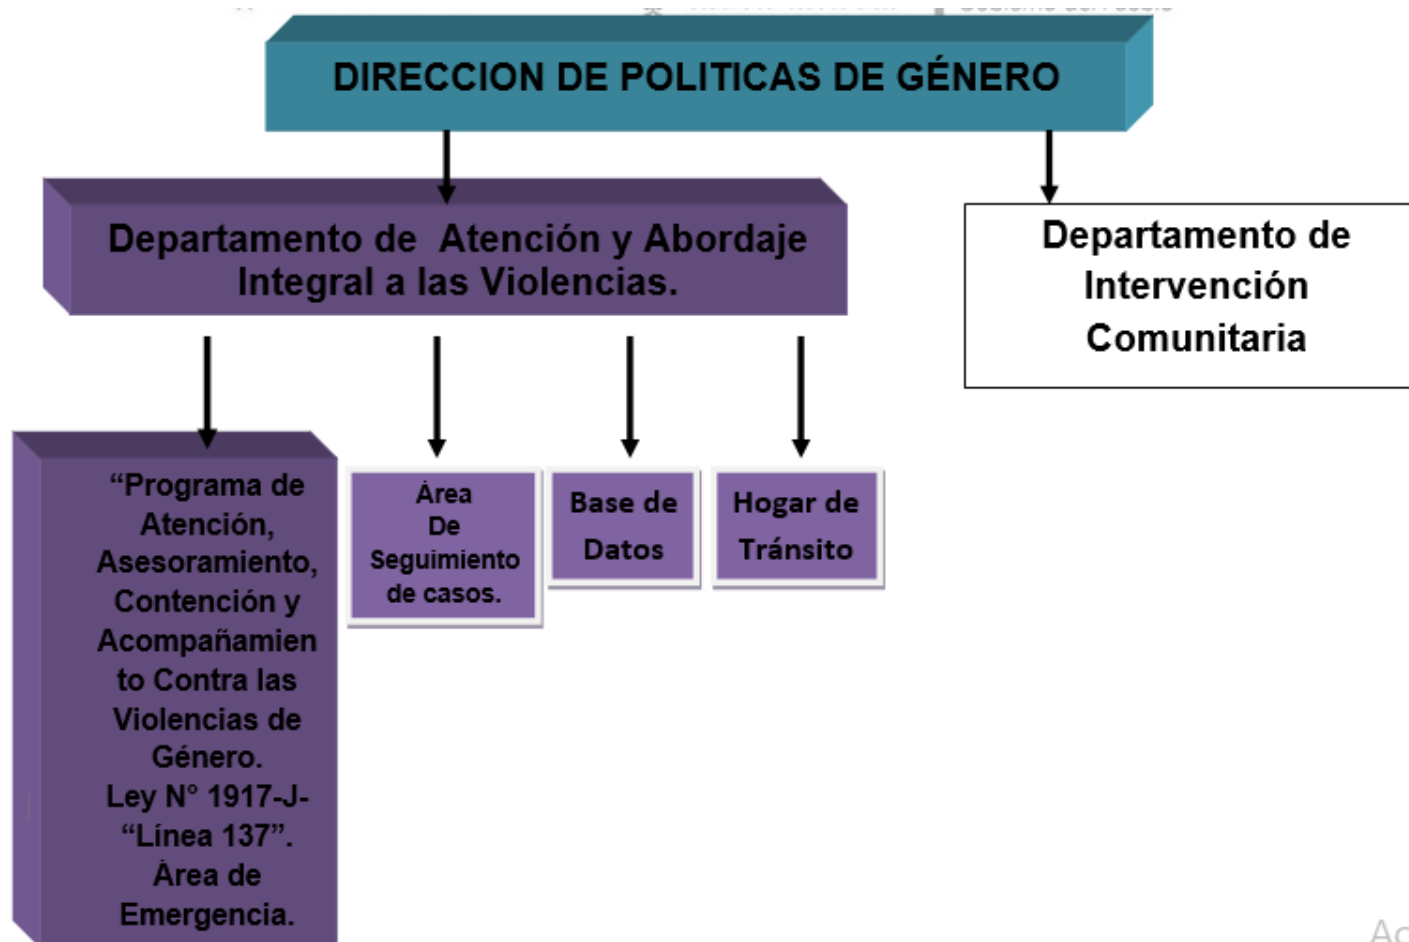 DIRECCION DE POLITICAS DE GÉNERO
Departamento de Atención y Abordaje
Integral a las Violencias.
Departamento de
Intervención
Comunitaria
“Programa de
Atención,
Asesoramiento,
Contención y
Acompañamien
to Contra las
Violencias de
Género.
Ley N° 1917-J-
“Línea 137”.
Área de
Emergencia.
Área
De
Seguimiento
de casos.
Base de
Datos
Hogar de
Tránsito